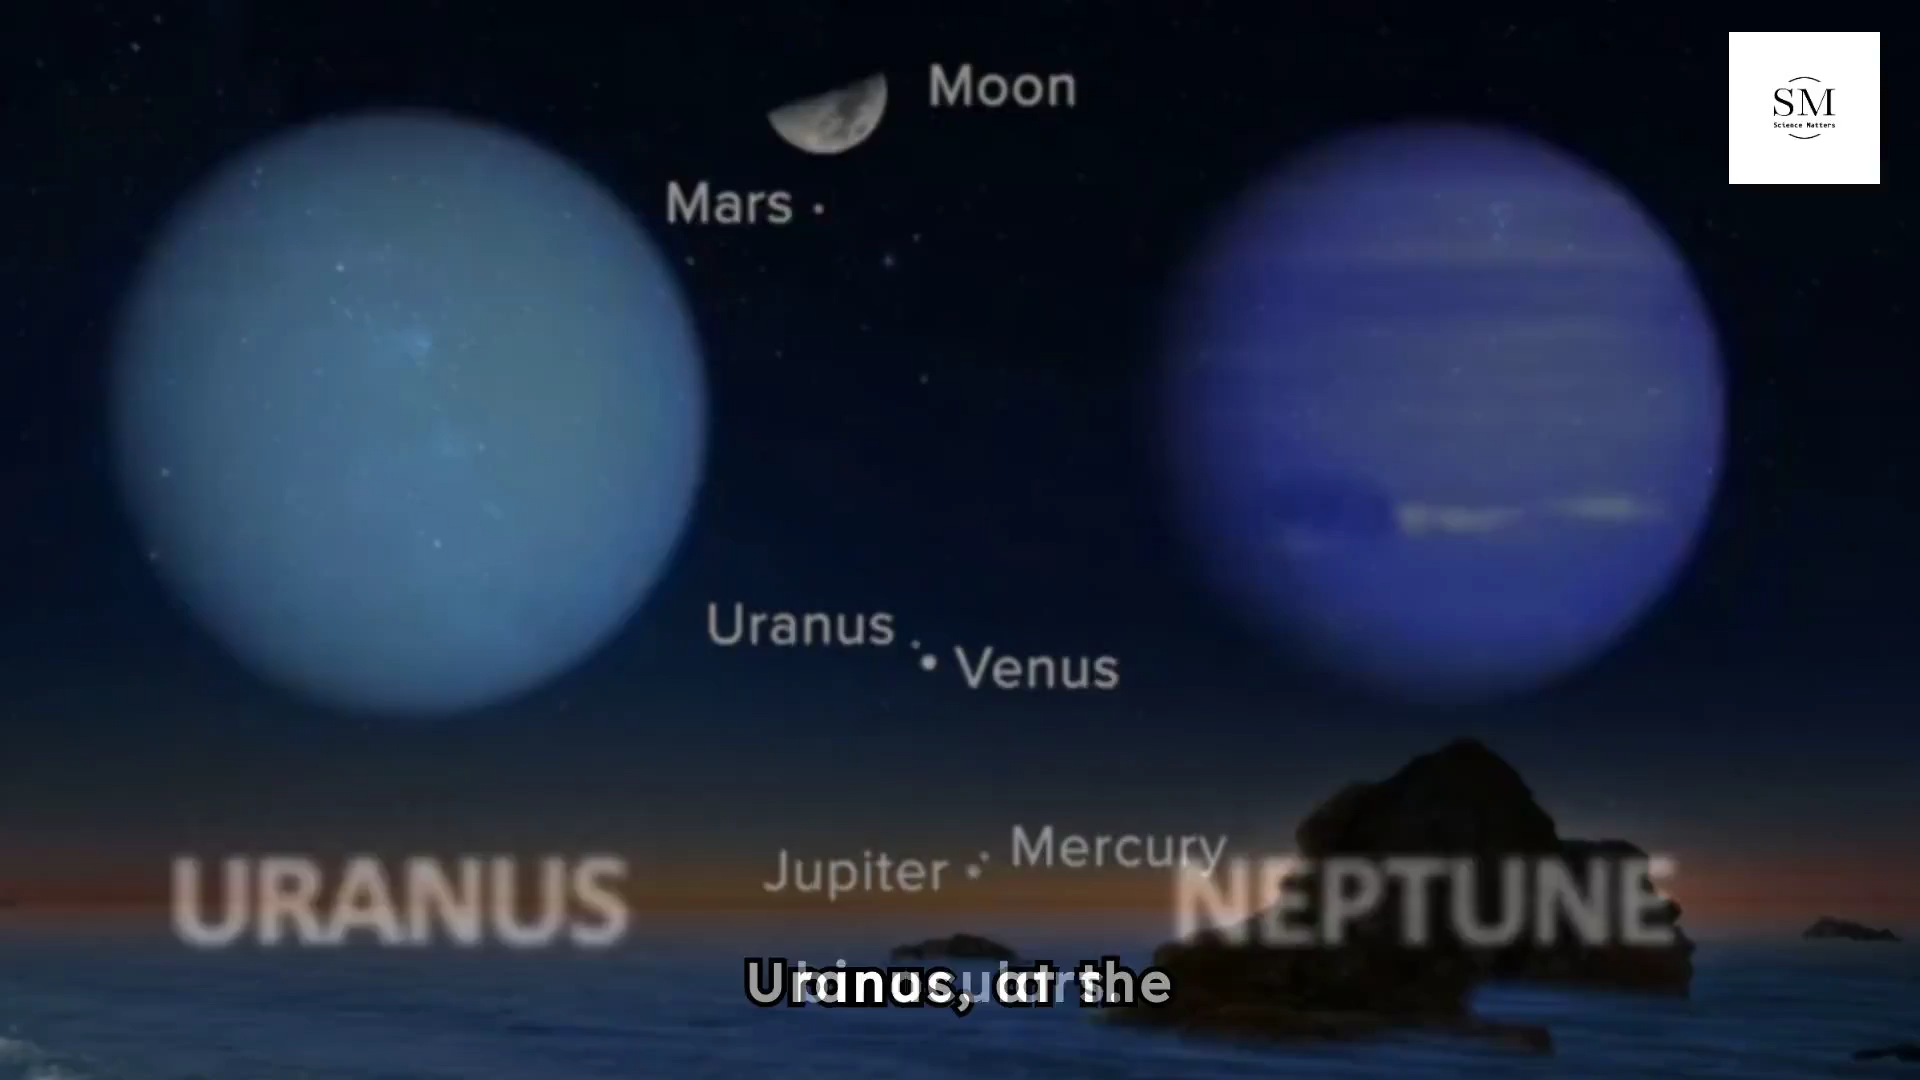 Moon
SM
Science Matters
Mars
Uranus
Venus
Mercury
Jupiter
URANUS
NEPTUNE
Uranus, at the